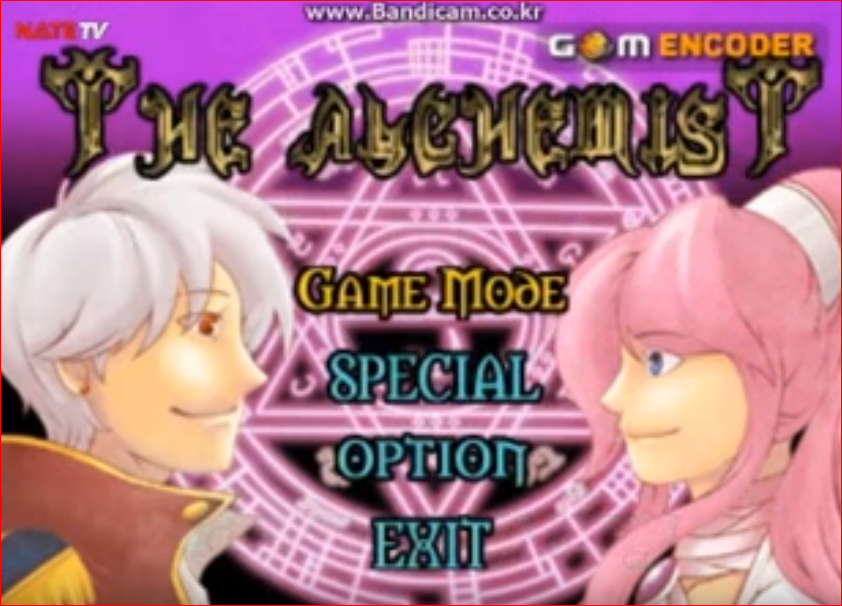 www.Bandicam.co.kr
NATE TV
GOM ENCODER
THE ALCHEMIST
GAME MODE
SPECIAL
OPTION
EXIT